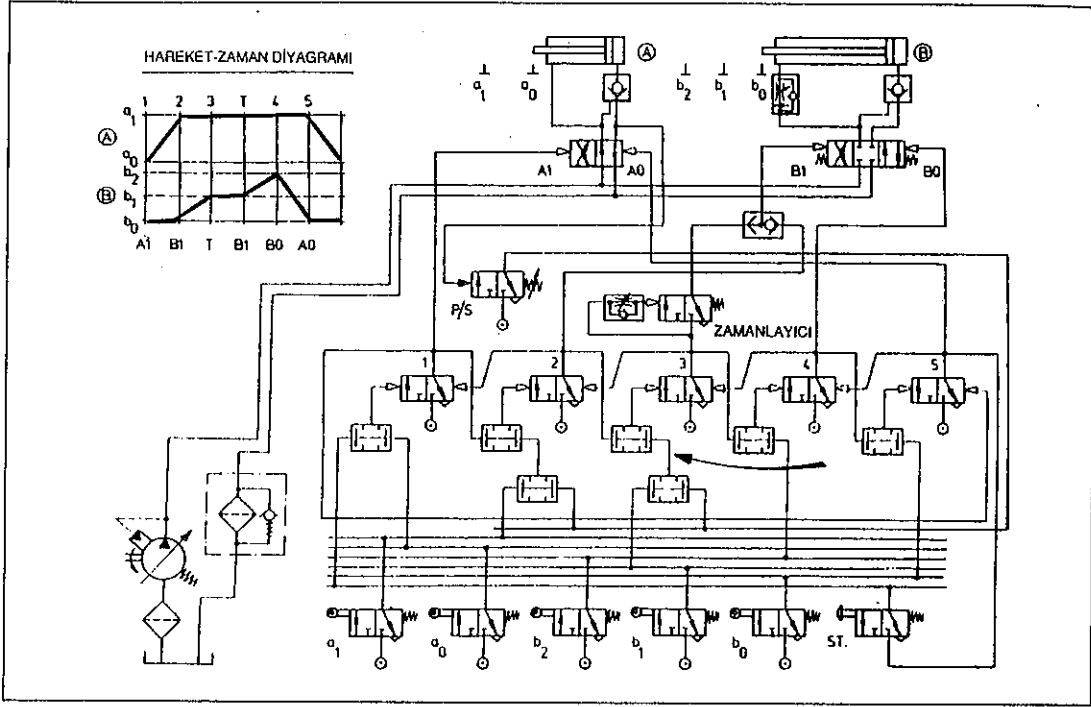 HAREKET-ZAMAN DİYAGRAMI
1 2 3 T 4 5
a1
A
a0
b2
B b1
b0
A1 B1 T B1 B0 A0
A
B
a1 a0
b2 b1 b0
A1 A0
B1 B0
P/S
ZAMANLAYICI
1 2 3 4 5
a1 a0 b2 b1 b0 ST.